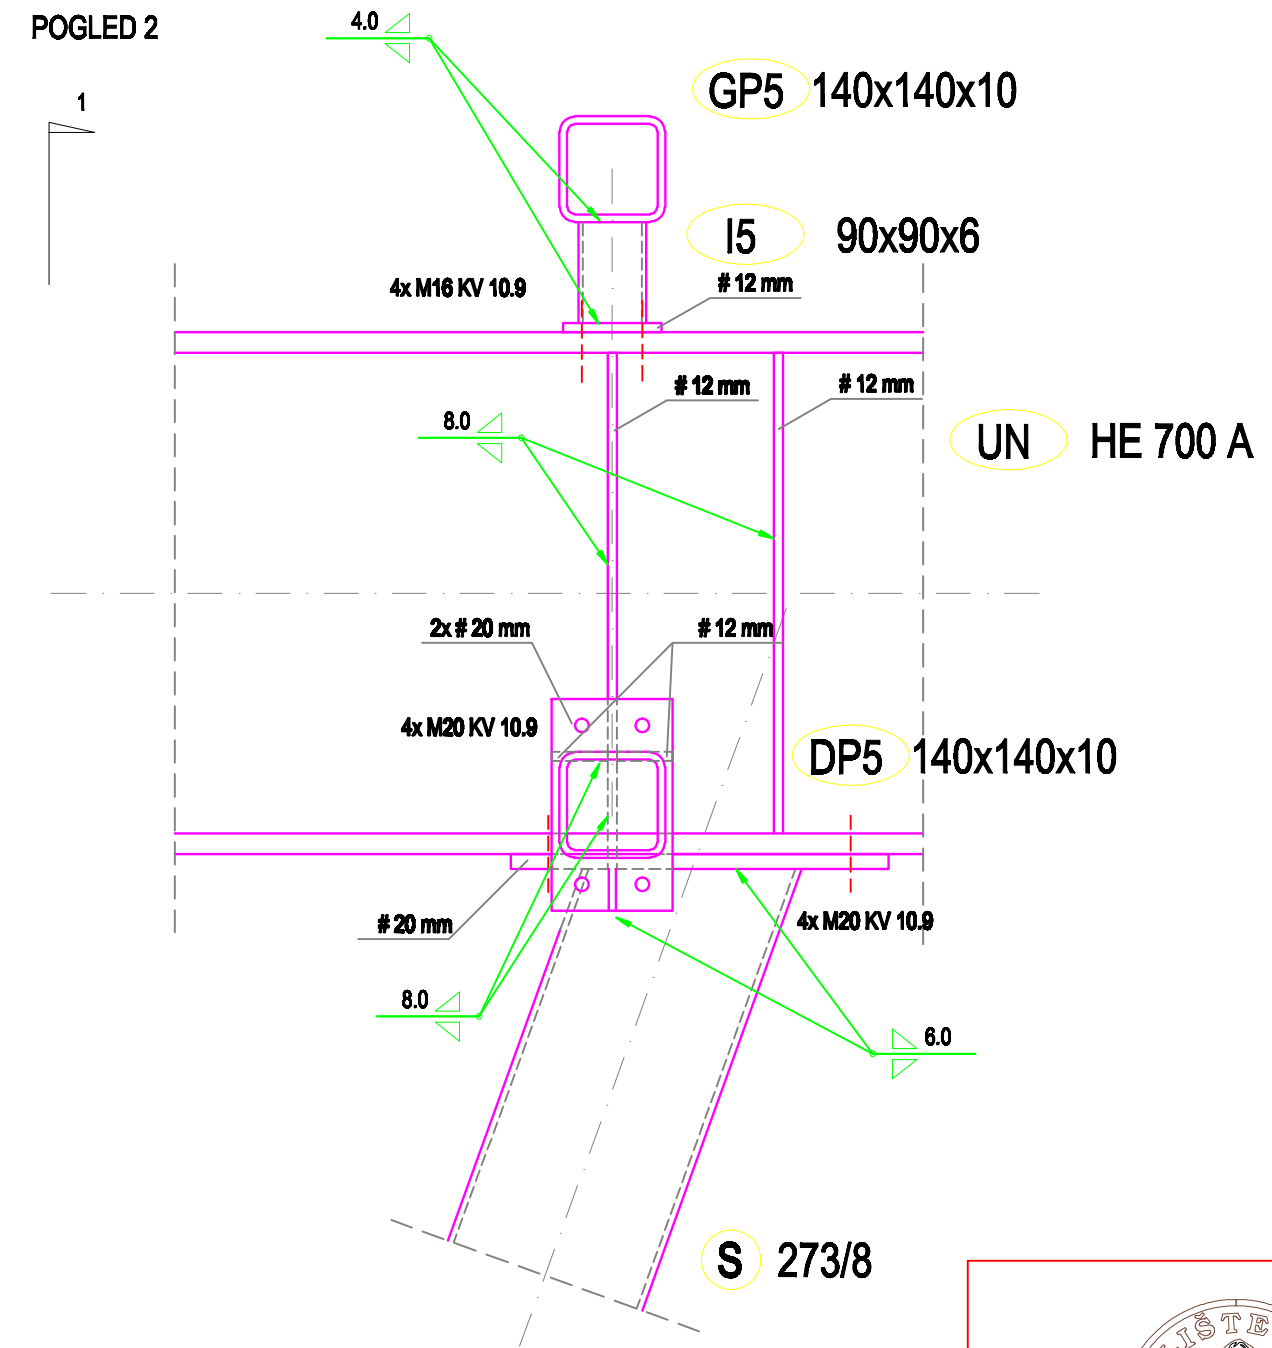 POGLED 2
4.0
1
GP5 140x140x10
I5 90x90x6
# 12 mm
4x M16 KV 10.9
# 12 mm
# 12 mm
8.0
UN HE 700 A
2x # 20 mm
# 12 mm
4x M20 KV 10.9
DP5 140x140x10
# 20 mm
4x M20 KV 10.9
8.0
6.0
S 273/8
IŠTE